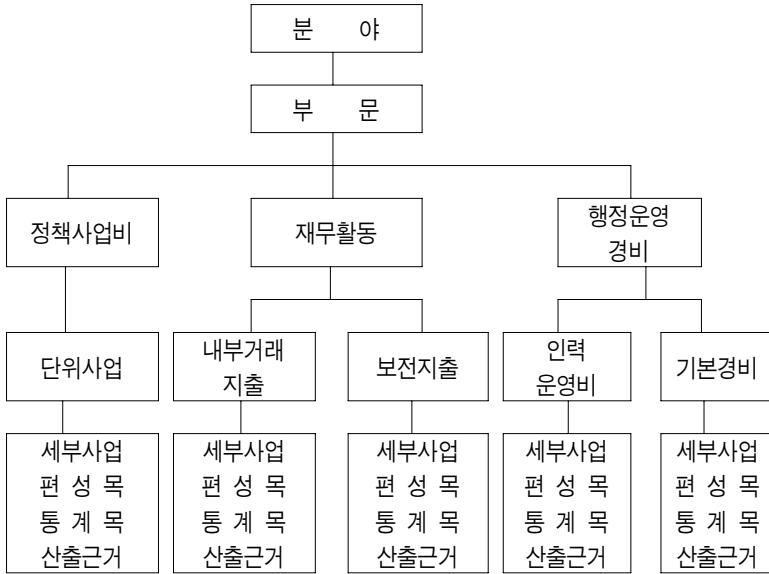 분 야
부 문
정책사업비
재무활동
행정운영
경비
단위사업
내부거래
지출
보전지출
인력
운영비
기본경비
세부사업
편 성 목
통 계 목
산출근거
세부사업
편 성 목
통 계 목
산출근거
세부사업
편 성 목
통 계 목
산출근거
세부사업
편 성 목
통 계 목
산출근거
세부사업
편 성 목
통 계 목
산출근거